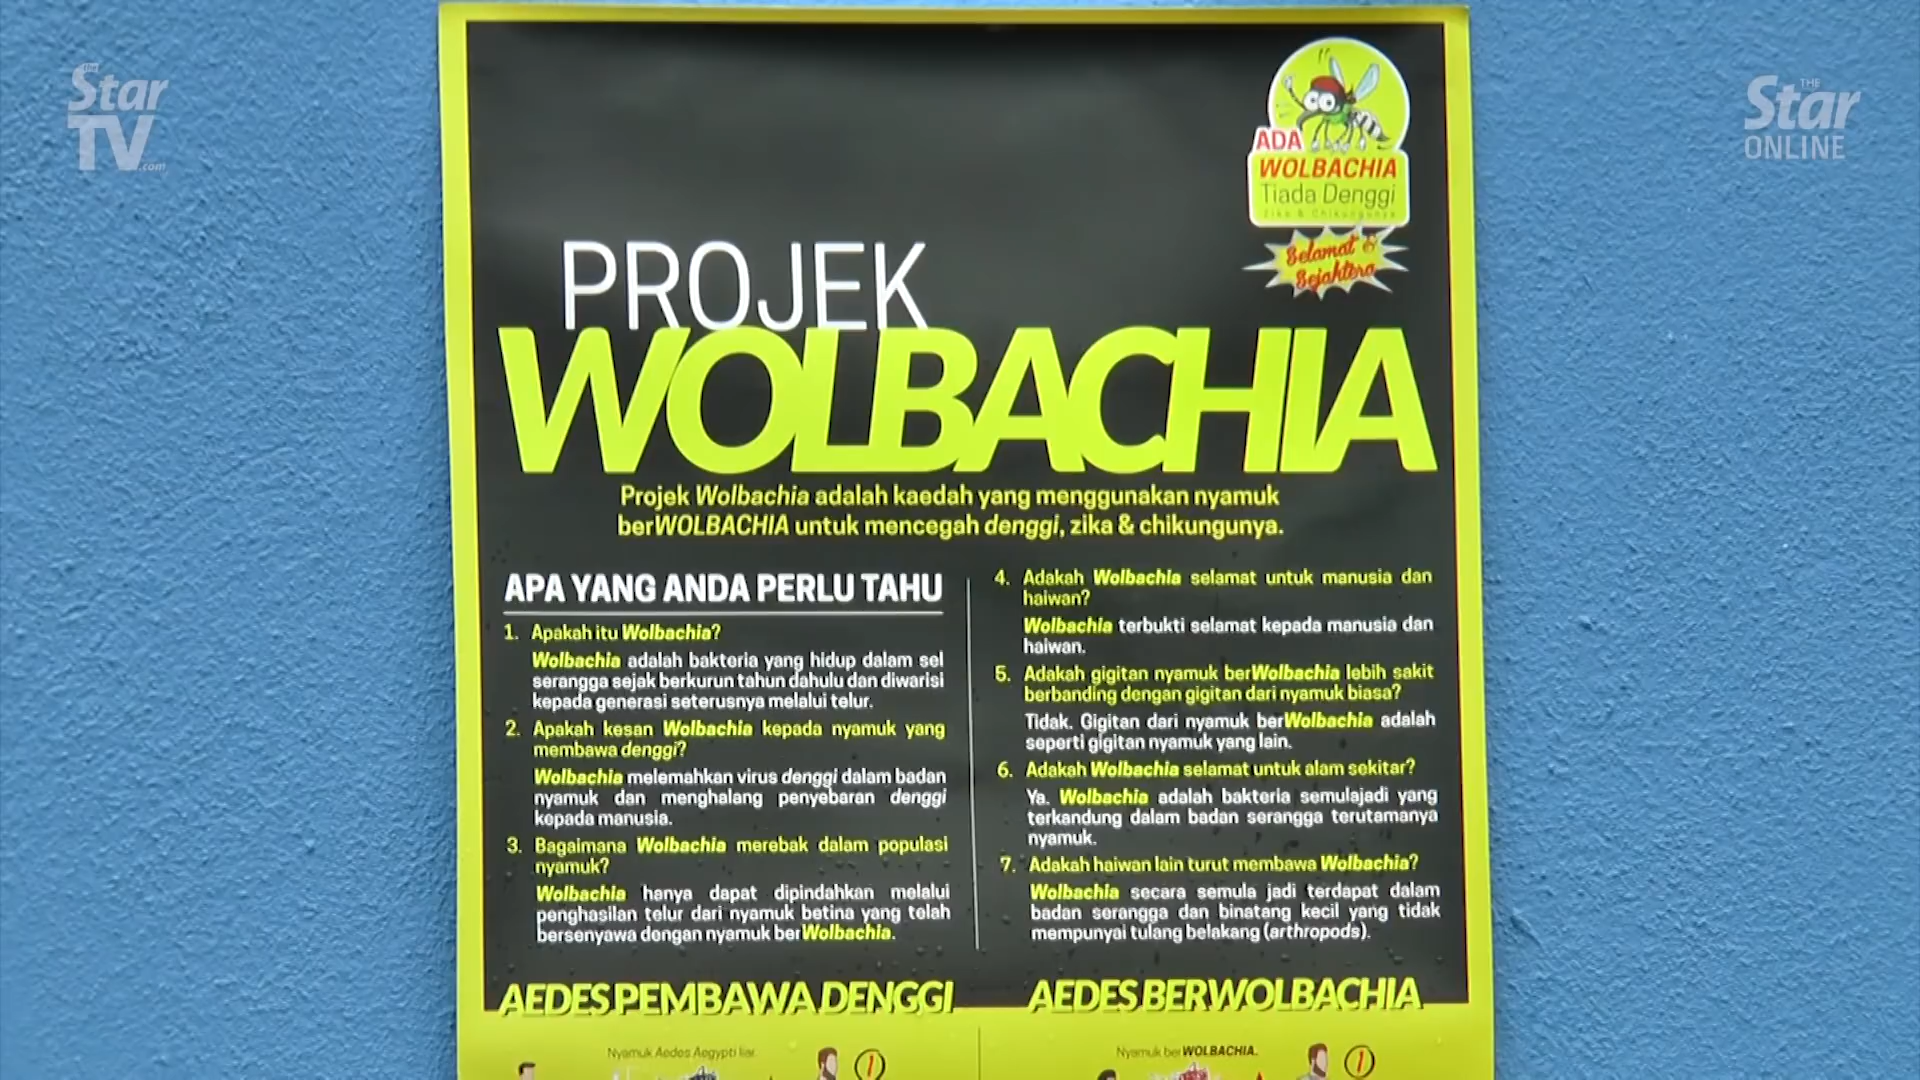 the
Star
TV
.com
THE
Star
ONLINE
ADA
WOLBACHIA
Tiada Denggi
Zika & Chikungunya
Selamat &
Sejahtera
PROJEK
WOLBACHIA
Projek Wolbachia adalah kaedah yang menggunakan nyamuk
berWOLBACHIA untuk mencegah denggi, zika & chikungunya.
APA YANG ANDA PERLU TAHU
1. Apakah itu Wolbachia?
Wolbachia adalah bakteria yang hidup dalam sel
serangga sejak berkurun tahun dahulu dan diwarisi
kepada generasi seterusnya melalui telur.
2. Apakah kesan Wolbachia kepada nyamuk yang
membawa denggi?
Wolbachia melemahkan virus denggi dalam badan
nyamuk dan menghalang penyebaran denggi
kepada manusia.
3. Bagaimana Wolbachia merebak dalam populasi
nyamuk?
Wolbachia hanya dapat dipindahkan melalui
penghasilan telur dari nyamuk betina yang telah
bersenyawa dengan nyamuk berWolbachia.
4. Adakah Wolbachia selamat untuk manusia dan
haiwan?
Wolbachia terbukti selamat kepada manusia dan
haiwan.
5. Adakah gigitan nyamuk berWolbachia lebih sakit
berbanding dengan gigitan dari nyamuk biasa?
Tidak. Gigitan dari nyamuk berWolbachia adalah
seperti gigitan nyamuk yang lain.
6. Adakah Wolbachia selamat untuk alam sekitar?
Ya. Wolbachia adalah bakteria semulajadi yang
terkandung dalam badan serangga terutamanya
nyamuk.
7. Adakah haiwan lain turut membawa Wolbachia?
Wolbachia secara semula jadi terdapat dalam
badan serangga dan binatang kecil yang tidak
mempunyai tulang belakang (arthropods).
AEDES PEMBAWA DENGGI
Nyamuk Aedes Aegypti liar.
1
AEDES BERWOLBACHIA
Nyamuk berWOLBACHIA.
1